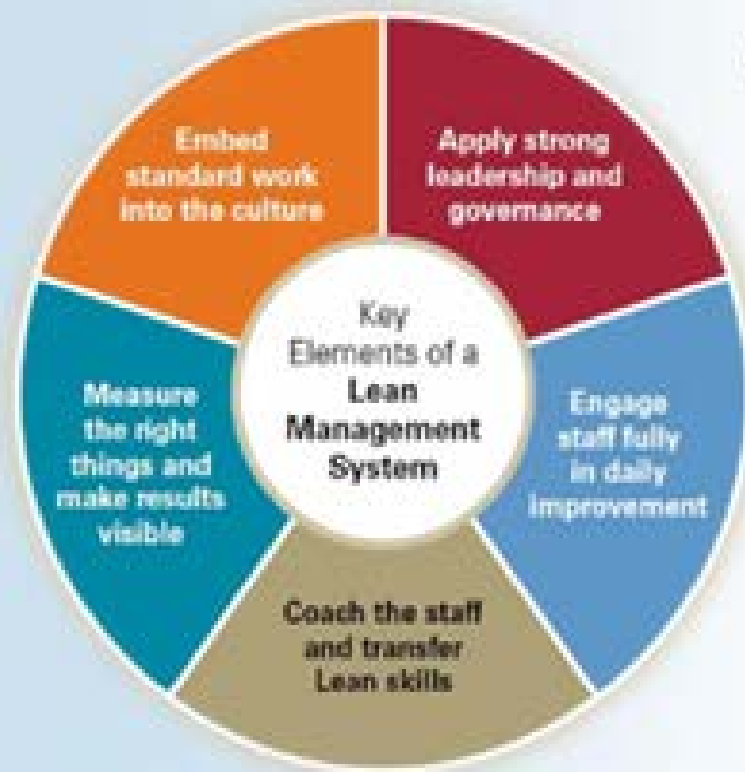 Embed
standard work
into the culture
Apply strong
leadership and
governance
Key
Elements of a
Lean
Management
System
Measure
the right
things and
make results
visible
Engage
staff fully
in daily
improvement
Coach the staff
and transfer
Lean skills